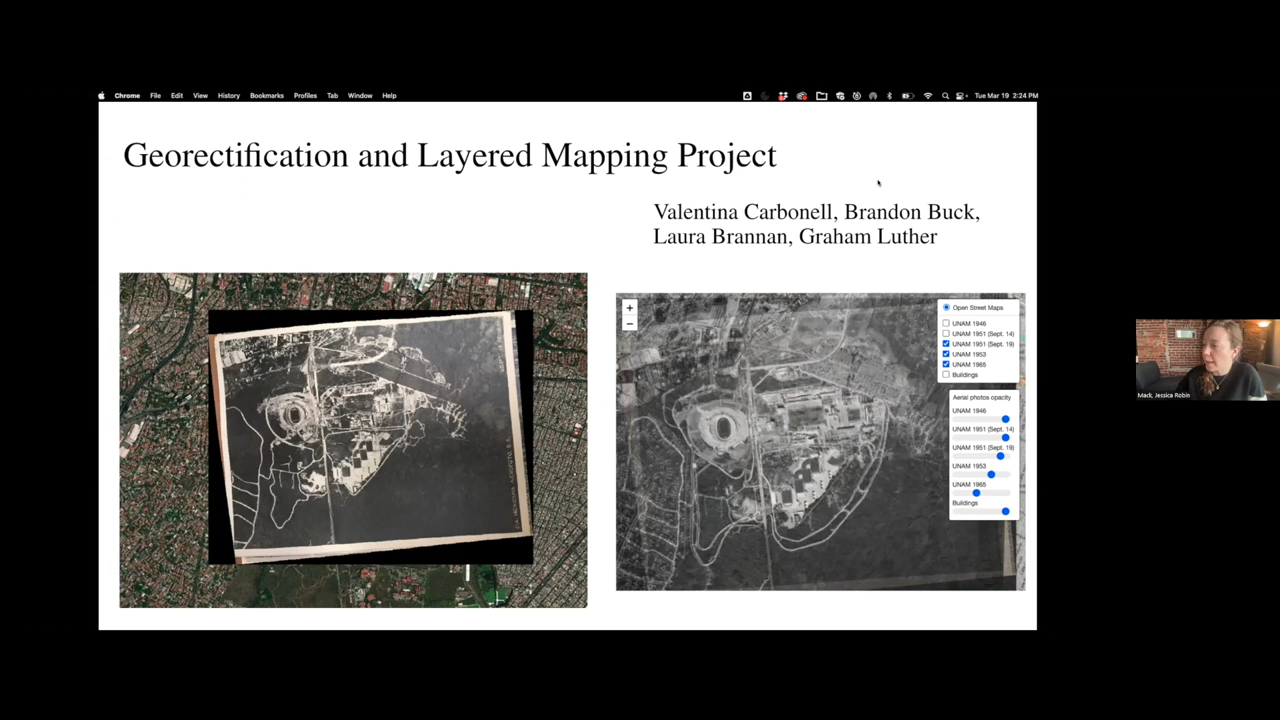 Chrome File Edit View History Bookmarks Profiles Tab Window Help Tue Mar 19 2:24 PM
Georectification and Layered Mapping Project
Valentina Carbonell, Brandon Buck,
Laura Brannan, Graham Luther
+
−
Open Street Maps
UNAM 1946
UNAM 1951 (Sept. 14)
UNAM 1951 (Sept. 19)
UNAM 1953
UNAM 1965
Buildings
Aerial photos opacity
UNAM 1946
UNAM 1951 (Sept. 14)
UNAM 1951 (Sept. 19)
UNAM 1953
UNAM 1965
Buildings
Mack, Jessica Robin